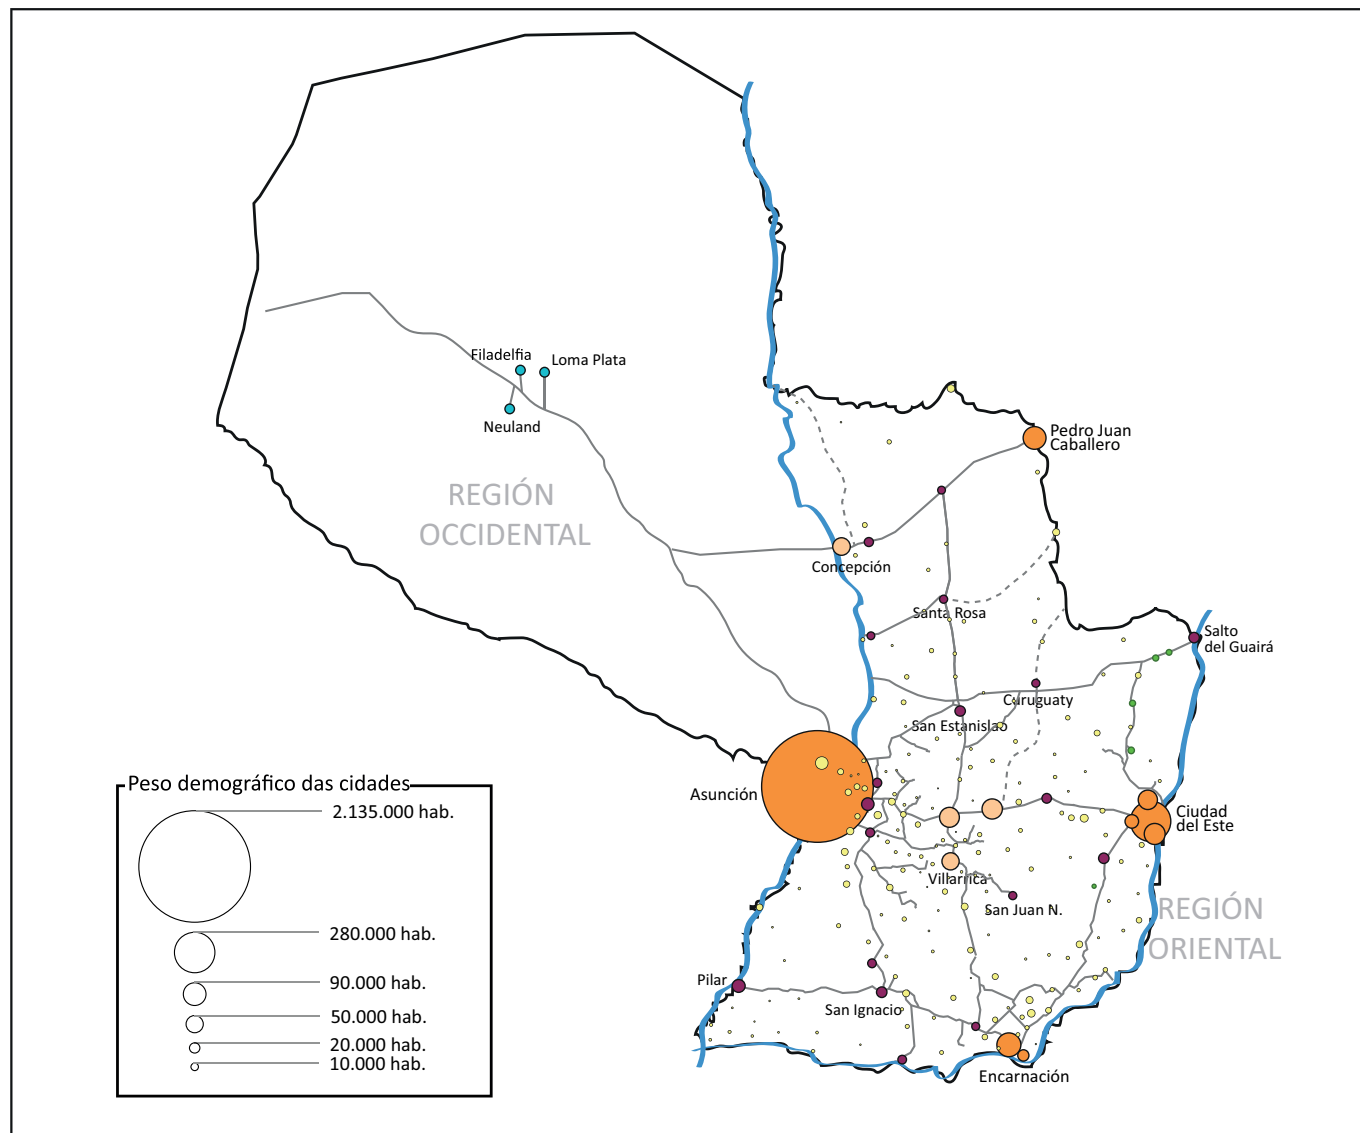 Filadelfia
Loma Plata
Neuland
REGIÓN
OCCIDENTAL
Pedro Juan
Caballero
Concepción
Santa Rosa
Salto
del Guairá
Curuguaty
San Estanislao
Asunción
Ciudad
del Este
Villarrica
San Juan N.
REGIÓN
ORIENTAL
Pilar
San Ignacio
Encarnación
Peso demográfico das cidades
2.135.000 hab.
280.000 hab.
90.000 hab.
50.000 hab.
20.000 hab.
10.000 hab.